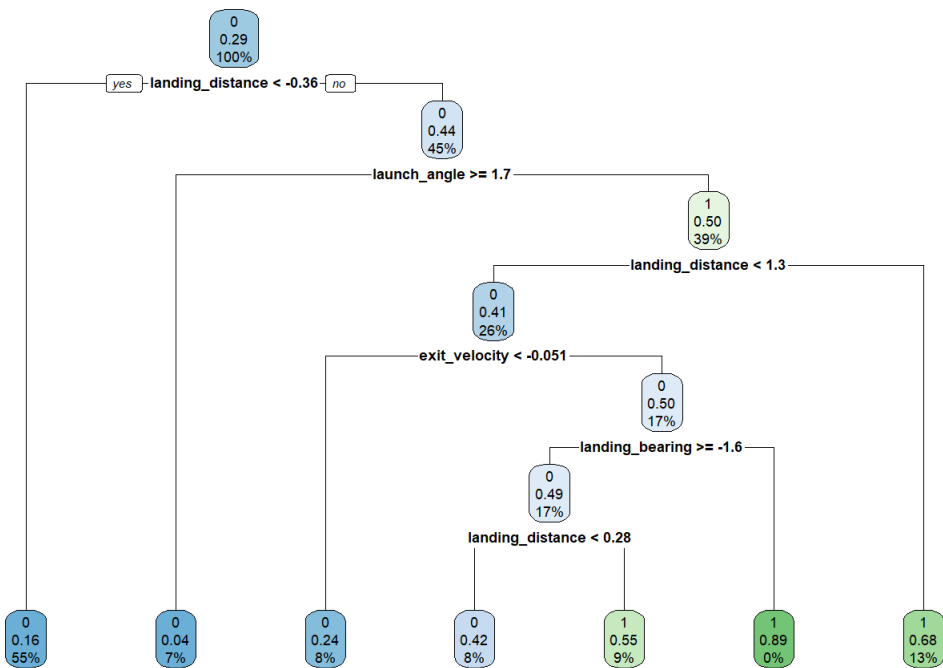 0
0.29
100%
yes landing_distance < -0.36 no
0
0.44
45%
launch_angle >= 1.7
1
0.50
39%
landing_distance < 1.3
0
0.41
26%
exit_velocity < -0.051
0
0.50
17%
landing_bearing >= -1.6
0
0.49
17%
landing_distance < 0.28
0 0 0 0 1 1 1
0.16 0.04 0.24 0.42 0.55 0.89 0.68
55% 7% 8% 8% 9% 0% 13%